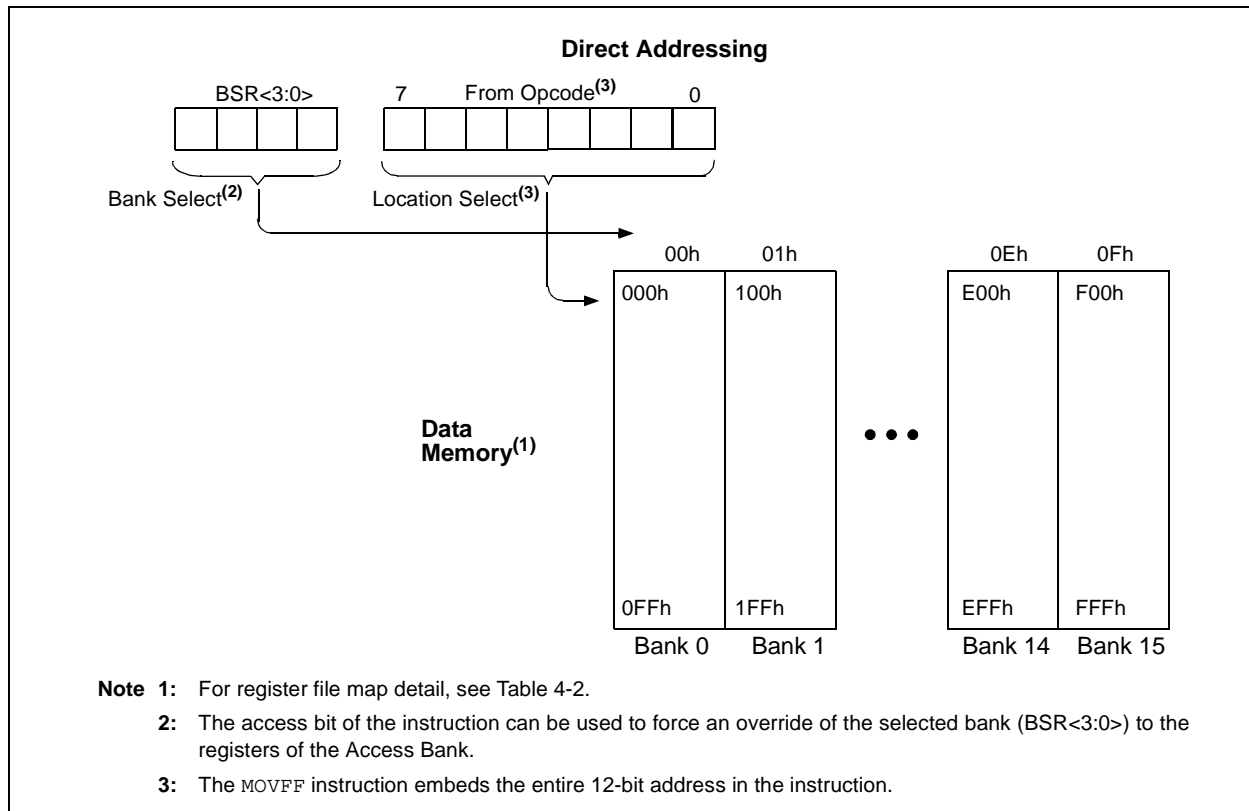 Direct Addressing
BSR<3:0>
7 From Opcode(3) 0
Bank Select(2) Location Select(3)
00h 01h 0Eh 0Fh
000h 100h E00h F00h
Data
Memory(1)
0FFh 1FFh EFFh FFFh
Bank 0 Bank 1 Bank 14 Bank 15
Note 1: For register file map detail, see Table 4-2.
2: The access bit of the instruction can be used to force an override of the selected bank (BSR<3:0>) to the
registers of the Access Bank.
3: The MOVFF instruction embeds the entire 12-bit address in the instruction.